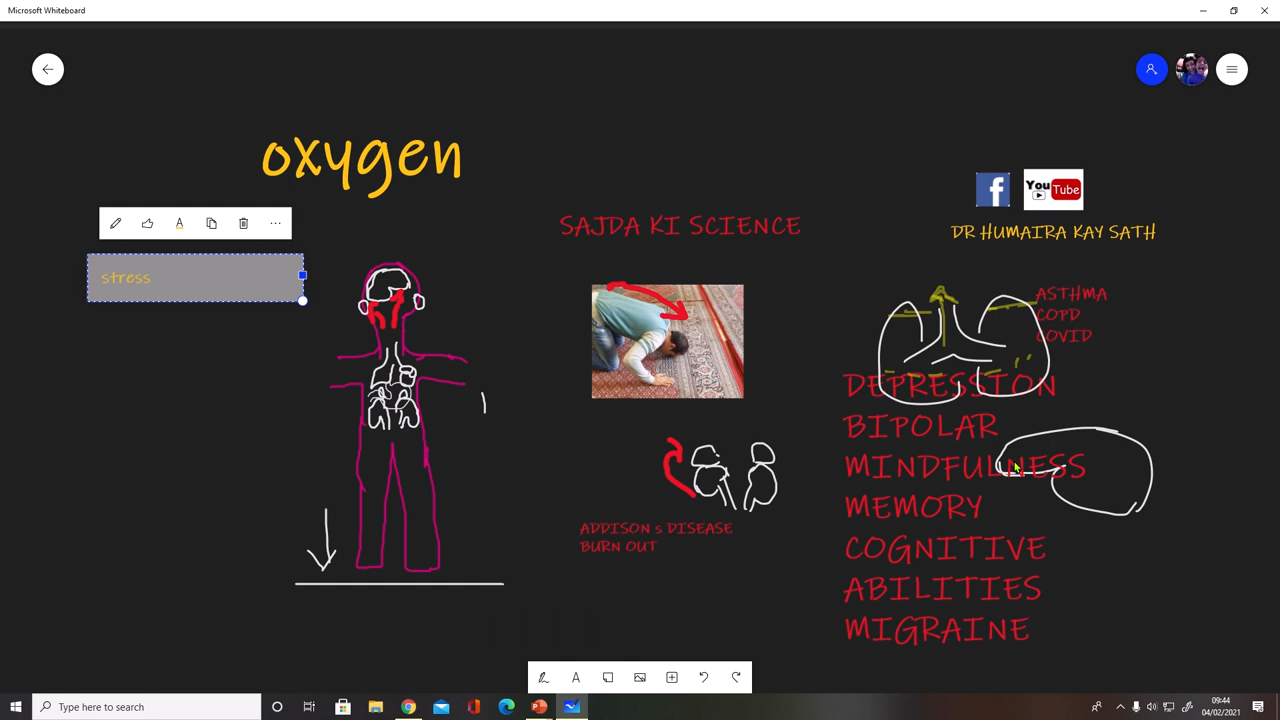 Microsoft Whiteboard
oxygen
You Tube
SAJDA KI SCIENCE
DR HUMAIRA KAY SATH
stress
ASTHMA
COPD
COVID
DEPRESSION
BIPOLAR
MINDFULNESS
MEMORY
COGNITIVE
ABILITIES
MIGRAINE
ADDISON s DISEASE
BURN OUT
Type here to search
09:44
04/02/2021